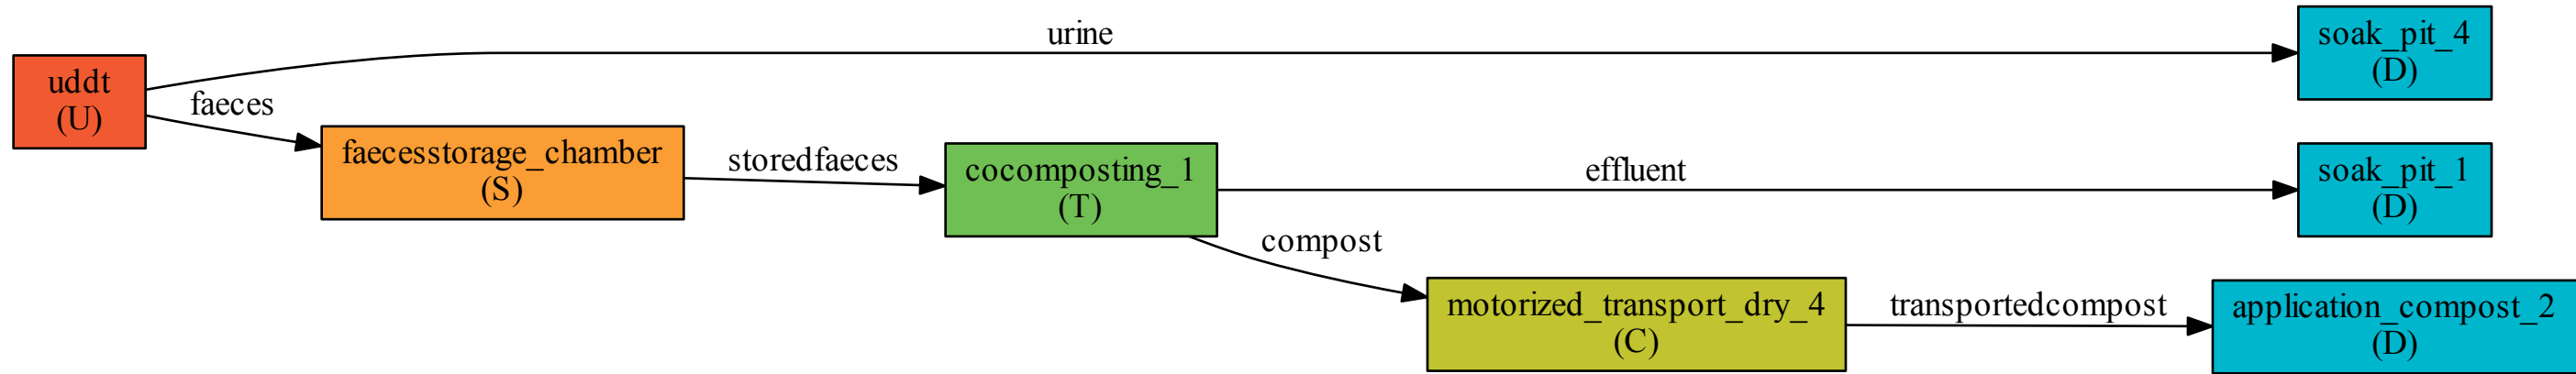 uddt
(U)
urine
soak_pit_4
(D)
faeces
faecesstorage_chamber
(S)
storedfaeces
cocomposting_1
(T)
effluent
soak_pit_1
(D)
compost
motorized_transport_dry_4
(C)
transportedcompost
application_compost_2
(D)